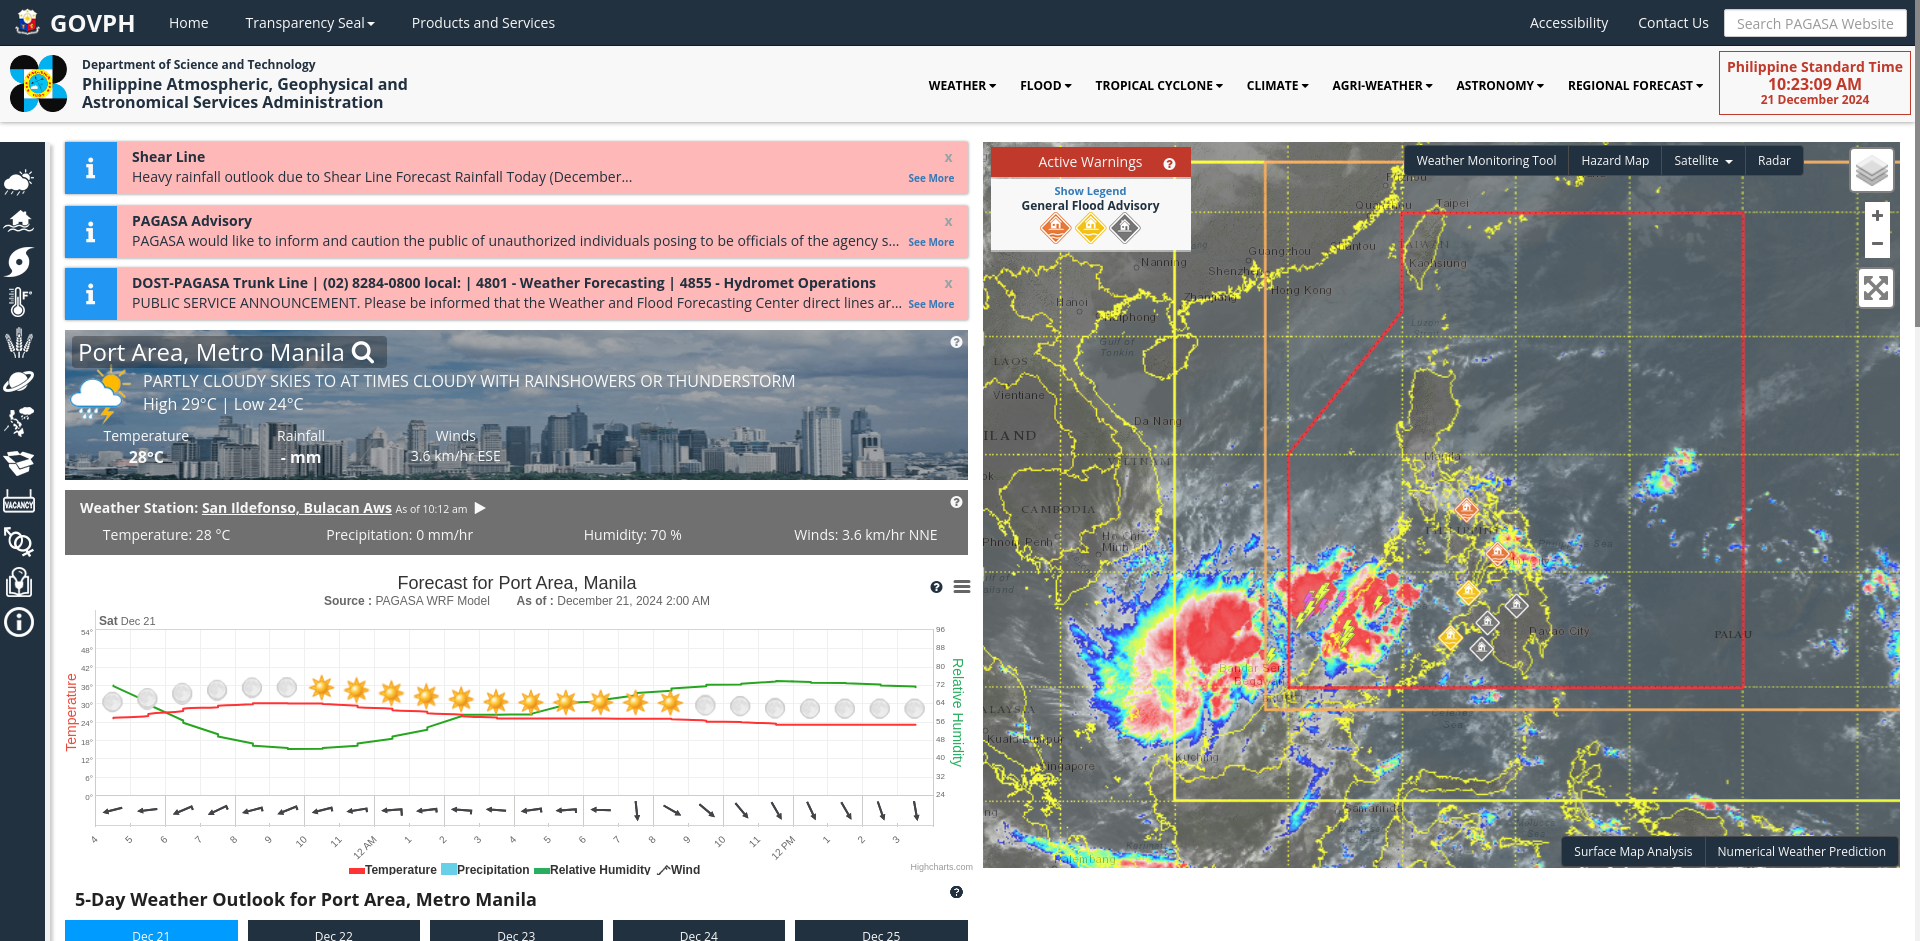 GOVPH
Home
Transparency Seal
Products and Services
Accessibility
Contact Us
Search PAGASA Website
Department of Science and Technology
Philippine Atmospheric, Geophysical and
Astronomical Services Administration
WEATHER
FLOOD
TROPICAL CYCLONE
CLIMATE
AGRI-WEATHER
ASTRONOMY
REGIONAL FORECAST
Philippine Standard Time
10:23:09 AM
21 December 2024
Shear Line
x
Heavy rainfall outlook due to Shear Line Forecast Rainfall Today (December...
See More
PAGASA Advisory
x
PAGASA would like to inform and caution the public of unauthorized individuals posing to be officials of the agency s...
See More
DOST-PAGASA Trunk Line | (02) 8284-0800 local: | 4801 - Weather Forecasting | 4855 - Hydromet Operations
x
PUBLIC SERVICE ANNOUNCEMENT. Please be informed that the Weather and Flood Forecasting Center direct lines ar...
See More
VACANCY
Port Area, Metro Manila
PARTLY CLOUDY SKIES TO AT TIMES CLOUDY WITH RAINSHOWERS OR THUNDERSTORM
High 29°C | Low 24°C
Temperature
Rainfall
Winds
28°C
- mm
3.6 km/hr ESE
Weather Station: San Ildefonso, Bulacan Aws As of 10:12 am
Temperature: 28 °C
Precipitation: 0 mm/hr
Humidity: 70 %
Winds: 3.6 km/hr NNE
Forecast for Port Area, Manila
Source : PAGASA WRF Model As of : December 21, 2024 2:00 AM
Sat Dec 21
Temperature
54°
48°
42°
36°
30°
24°
18°
12°
6°
0°
96
88
80
72
64
56
48
40
32
24
Relative Humidity
4 5 6 7 8 9 10 11 12 AM 1 2 3 4 5 6 7 8 9 10 11 12 PM 1 2 3
Temperature Precipitation Relative Humidity Wind
Highcharts.com
5-Day Weather Outlook for Port Area, Metro Manila
Dec 21
Dec 22
Dec 23
Dec 24
Dec 25
Active Warnings
Show Legend
General Flood Advisory
Weather Monitoring Tool
Hazard Map
Satellite
Radar
+
−
Taipei
TAIWAN
Kaohsiung
Guangzhou
Shantou
Nanning
Shenzhen
Hong Kong
Zhanjiang
Hanoi
Haiphong
Gulf of
Tonkin
LAOS
Vientiane
Da Nang
VIETNAM
CAMBODIA
Phnom Penh
Ho Chi
Minh City
Luzon
Manila
Davao City
PALAU
Bandar Seri
Begawan
Kuala Lumpur
Singapore
Kuching
Samarinda
Palembang
Surface Map Analysis
Numerical Weather Prediction